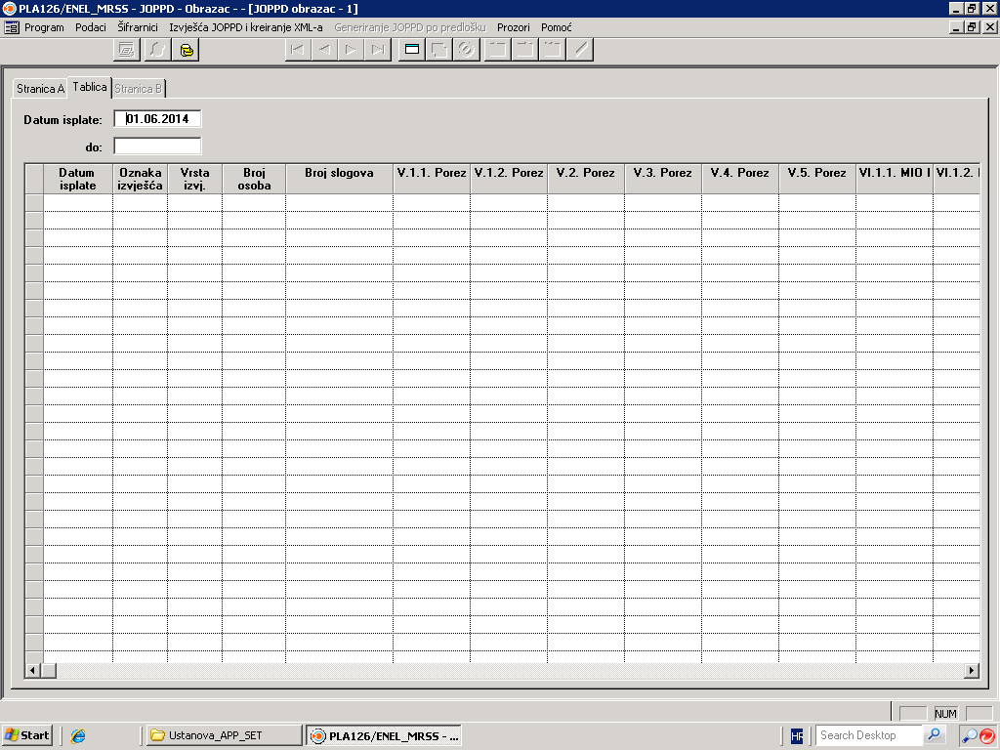 PLA126/ENEL_MRSS - JOPPD - Obrazac - - [JOPPD obrazac - 1]
Program Podaci Šifrarnici Izvješća JOPPD i kreiranje XML-a Generiranje JOPPD po predlošku Prozori Pomoć
Stranica A Tablica Stranica B
Datum isplate: 01.06.2014
do:
Datum isplate Oznaka izvješća Vrsta izvj. Broj osoba Broj slogova V.1.1. Porez V.1.2. Porez V.2. Porez V.3. Porez V.4. Porez V.5. Porez VI.1.1. MIO I VI.1.2.
NUM
Start Ustanova_APP_SET PLA126/ENEL_MRSS - ... HR Search Desktop